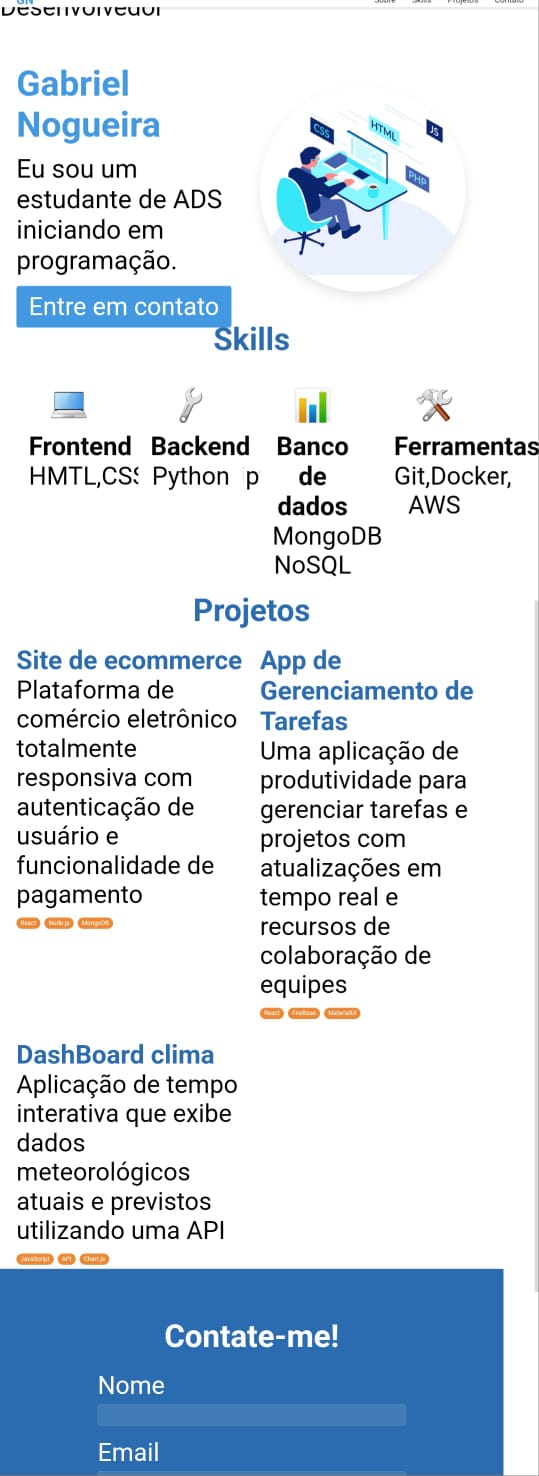 GN Sobre Skills Projetos Contato
Desenvolvedor
Gabriel
Nogueira
Eu sou um
estudante de ADS
iniciando em
programação.
Entre em contato
CSS
HTML
JS
PHP
Skills
Frontend
HMTL,CSS
Backend
Python p
Banco
de
dados
MongoDB
NoSQL
Ferramentas
Git,Docker,
AWS
Projetos
Site de ecommerce
Plataforma de
comércio eletrônico
totalmente
responsiva com
autenticação de
usuário e
funcionalidade de
pagamento
React Node.js MongoDB
App de
Gerenciamento de
Tarefas
Uma aplicação de
produtividade para
gerenciar tarefas e
projetos com
atualizações em
tempo real e
recursos de
colaboração de
equipes
React FireBase MaterialUI
DashBoard clima
Aplicação de tempo
interativa que exibe
dados
meteorológicos
atuais e previstos
utilizando uma API
JavaScript API Chart.js
Contate-me!
Nome
Email